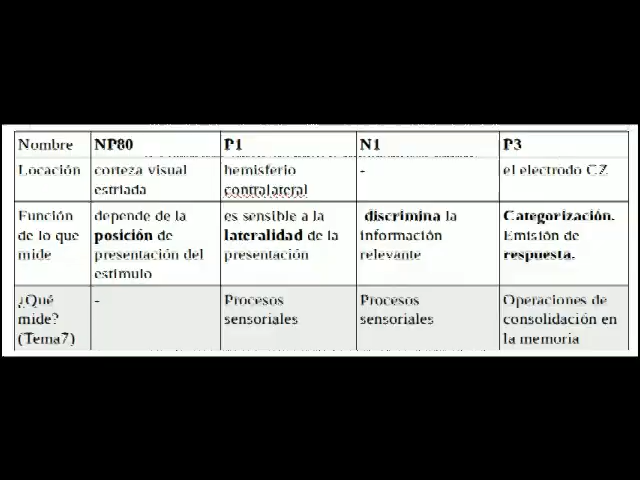 Nombre NP80 P1 N1 P3
Locación corteza visual hemisferio - el electrodo CZ
estriada contralateral
Función depende de la es sensible a la discrimina la Categorización.
de lo que posición de lateralidad de la información Emisión de
mide presentación del presentación relevante respuesta.
estímulo
¿Qué - Procesos Procesos Operaciones de
mide? sensoriales sensoriales consolidación en
(Tema7) la memoria